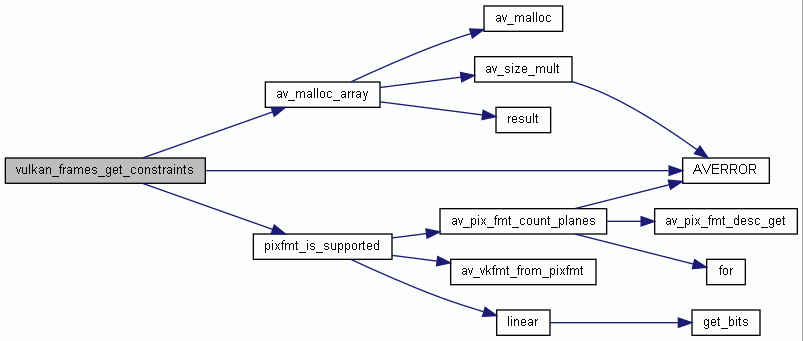 av_malloc
av_size_mult
av_malloc_array
result
vulkan_frames_get_constraints
AVERROR
av_pix_fmt_count_planes
av_pix_fmt_desc_get
pixfmt_is_supported
av_vkfmt_from_pixfmt
for
linear
get_bits